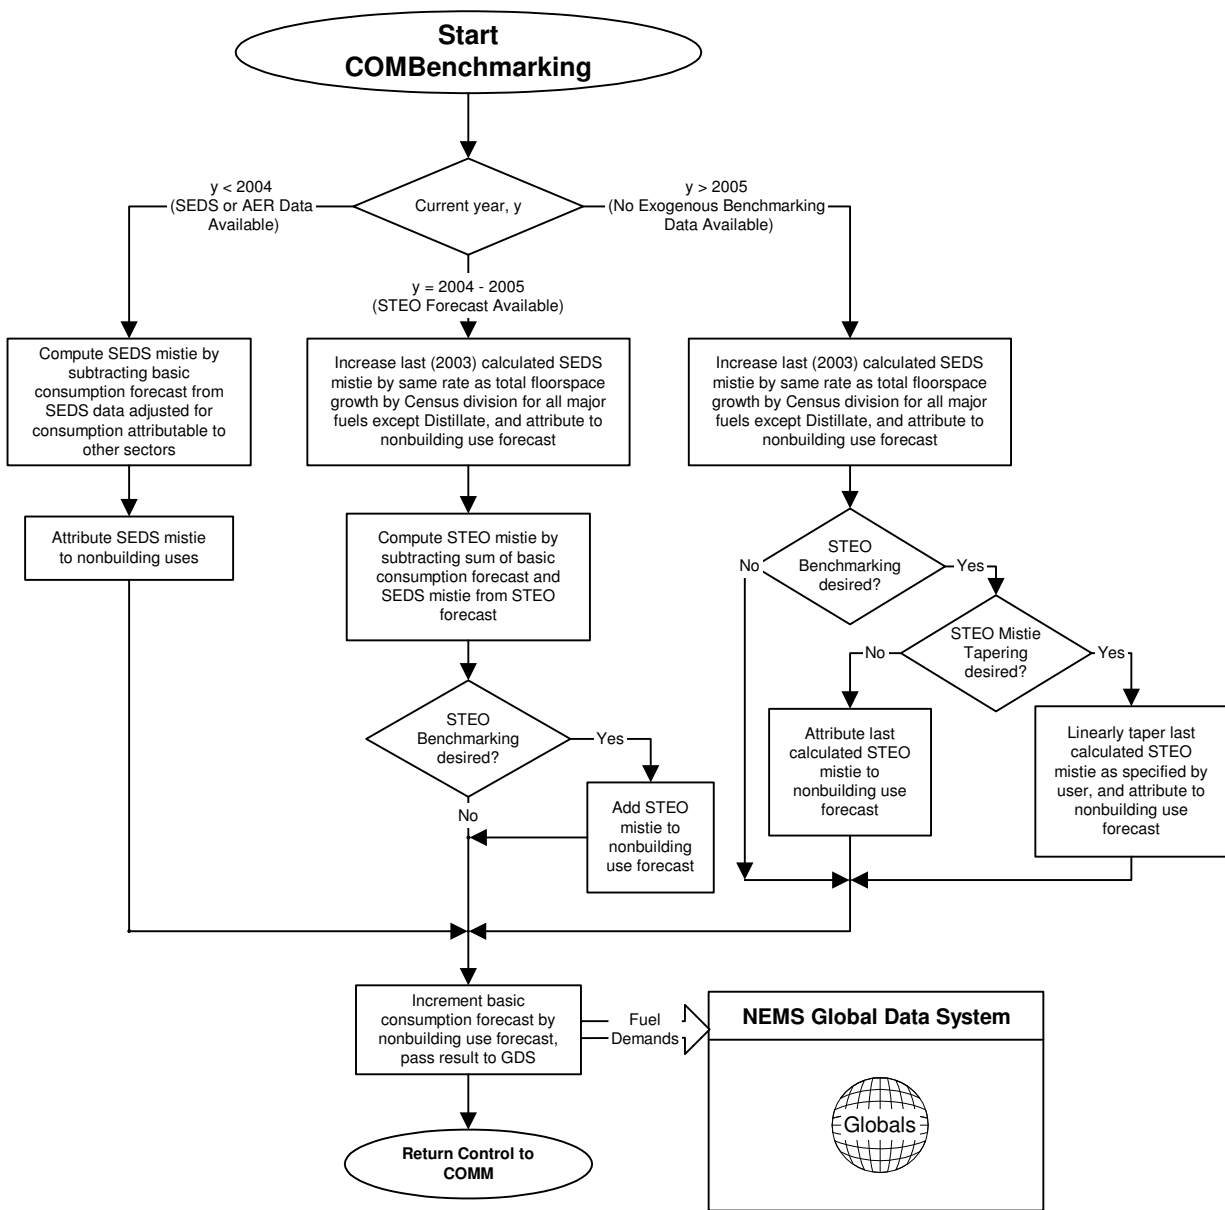 Start
COMBenchmarking
Current year, y
y < 2004
(SEDS or AER Data
Available)
y > 2005
(No Exogenous Benchmarking
Data Available)
y = 2004 - 2005
(STEO Forecast Available)
Compute SEDS mistie by
subtracting basic
consumption forecast from
SEDS data adjusted for
consumption attributable to
other sectors
Attribute SEDS mistie
to nonbuilding uses
Increase last (2003) calculated SEDS
mistie by same rate as total floorspace
growth by Census division for all major
fuels except Distillate, and attribute to
nonbuilding use forecast
Compute STEO mistie by
subtracting sum of basic
consumption forecast and
SEDS mistie from STEO
forecast
STEO
Benchmarking
desired?
Yes
No
Add STEO
mistie to
nonbuilding
use forecast
Increase last (2003) calculated SEDS
mistie by same rate as total floorspace
growth by Census division for all major
fuels except Distillate, and attribute to
nonbuilding use forecast
STEO
Benchmarking
desired?
No
Yes
STEO Mistie
Tapering
desired?
No
Yes
Attribute last
calculated STEO
mistie to
nonbuilding use
forecast
Linearly taper last
calculated STEO
mistie as specified by
user, and attribute to
nonbuilding use
forecast
Increment basic
consumption forecast by
nonbuilding use forecast,
pass result to GDS
Fuel
Demands
NEMS Global Data System
Globals
Return Control to
COMM